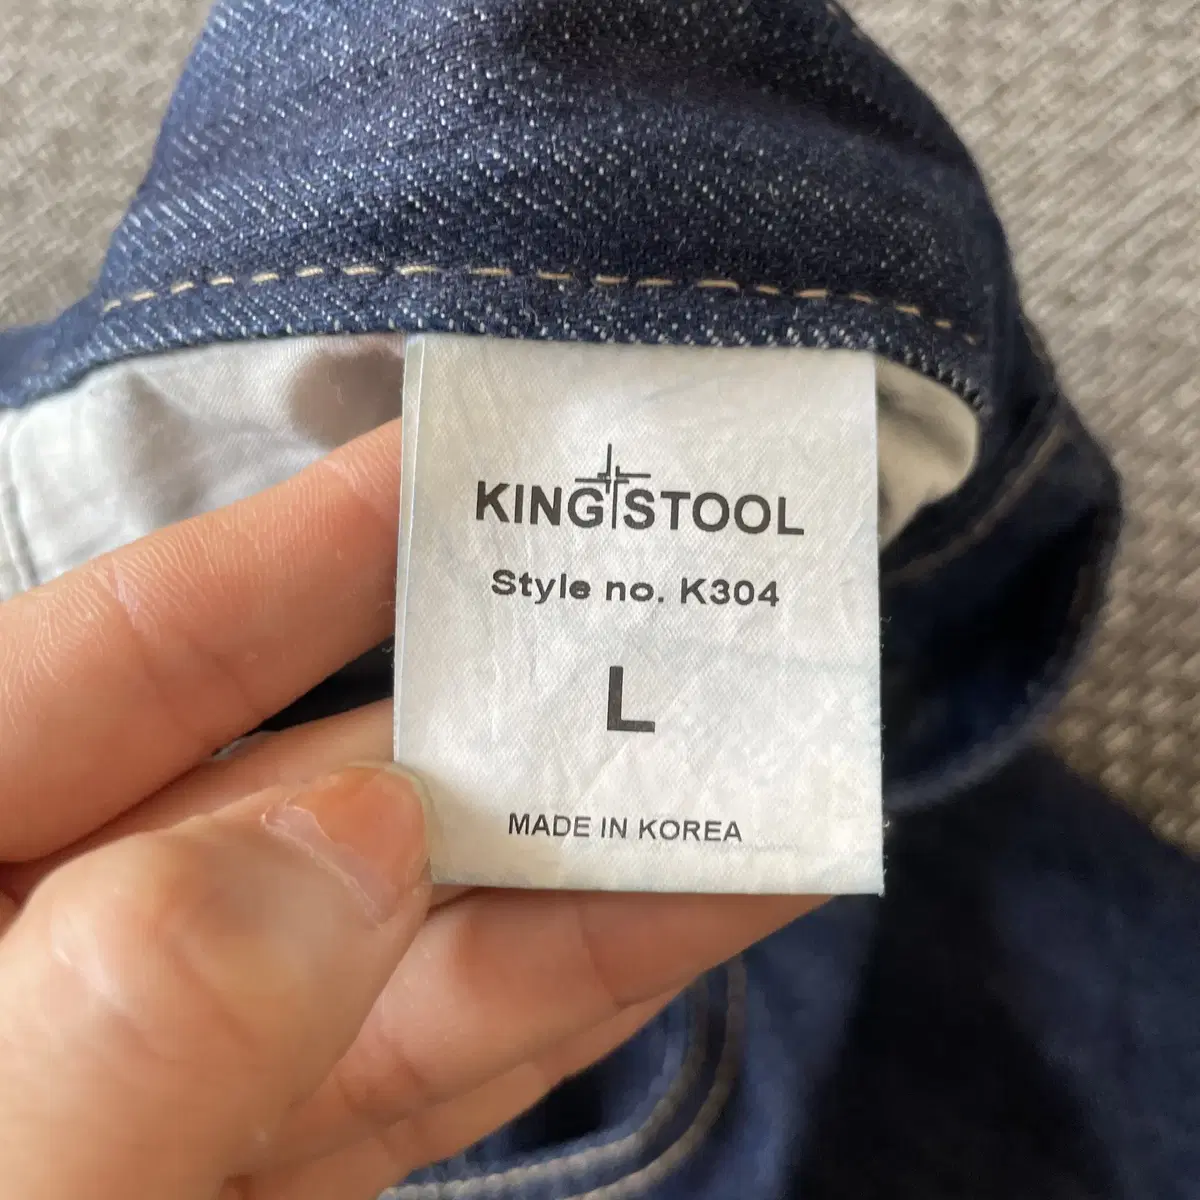 KINGSTOOL
Style no. K304
L
MADE IN KOREA